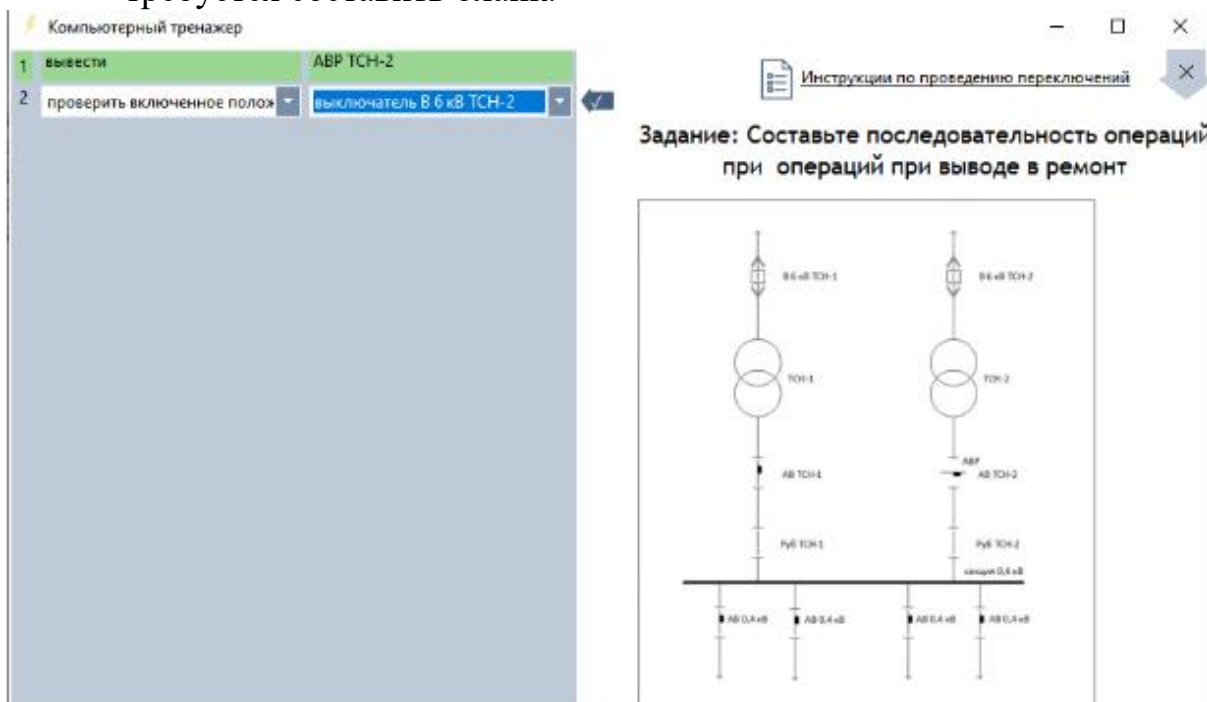 требуется составить бланк
Компьютерный тренажер
1 вывести АВР ТСН-2
2 проверить включенное полож выключатель В 6 кВ ТСН-2
Инструкции по проведению переключений
Задание: Составьте последовательность операций
при операций при выводе в ремонт
В 6 кВ ТСН-1
В 6 кВ ТСН-2
ТСН-1
ТСН-2
АВР
АВ ТСН-1
АВ ТСН-2
Руб ТСН-1
Руб ТСН-2
секция 0,4 кВ
АВ 0,4 кВ
АВ 0,4 кВ
АВ 0,4 кВ
АВ 0,4 кВ